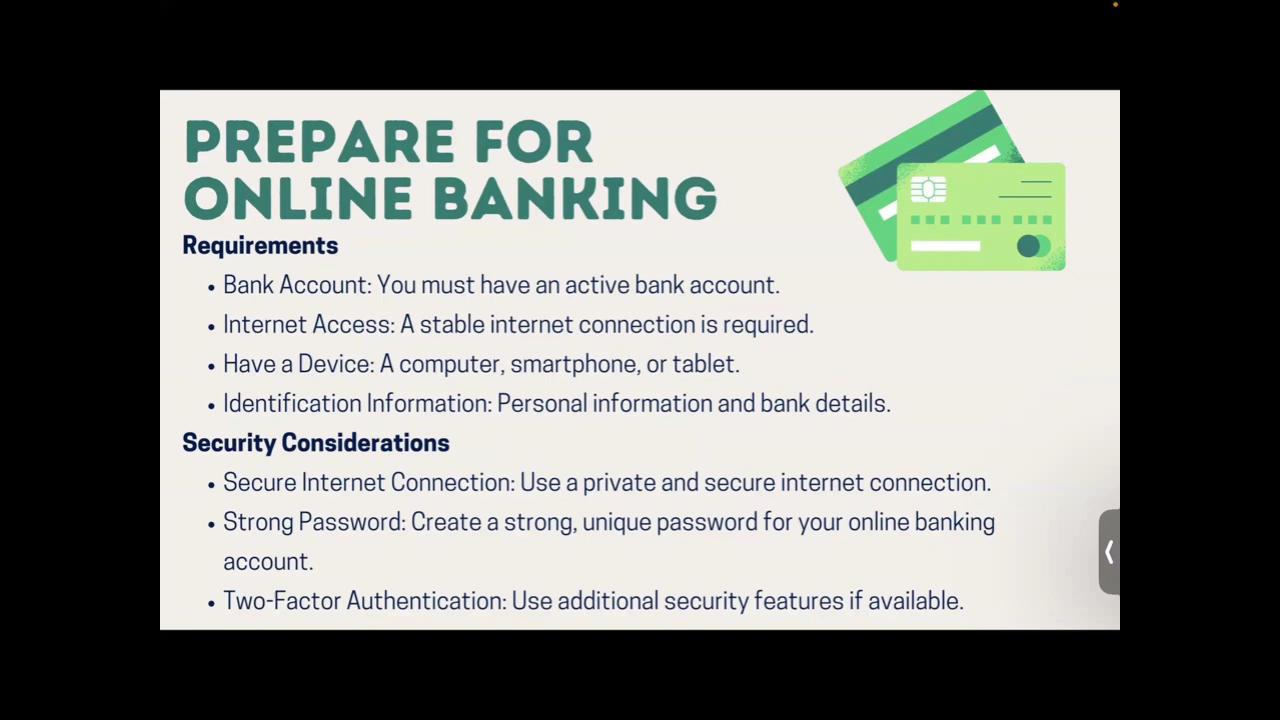 PREPARE FOR
ONLINE BANKING
Requirements
• Bank Account: You must have an active bank account.
• Internet Access: A stable internet connection is required.
• Have a Device: A computer, smartphone, or tablet.
• Identification Information: Personal information and bank details.
Security Considerations
• Secure Internet Connection: Use a private and secure internet connection.
• Strong Password: Create a strong, unique password for your online banking
account.
• Two-Factor Authentication: Use additional security features if available.